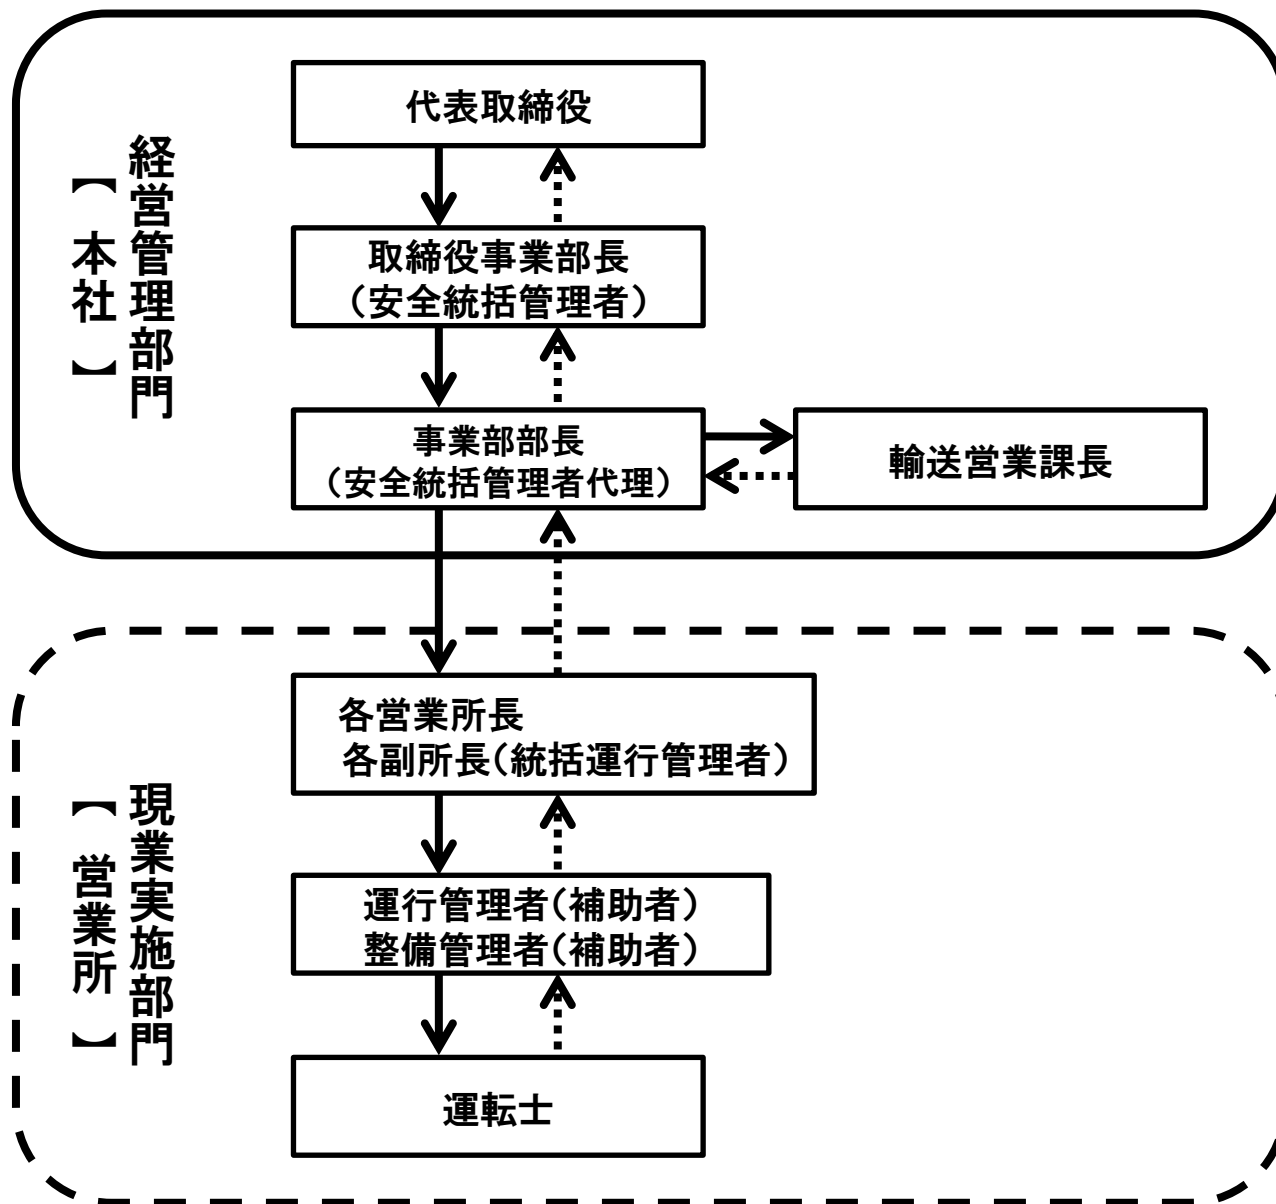 経営管理部門
【 本社 】
代表取締役
取締役事業部長
（安全統括管理者）
事業部部長
（安全統括管理者代理）
輸送営業課長
現業実施部門
【 営業所 】
各営業所長
各副所長（統括運行管理者）
運行管理者（補助者）
整備管理者（補助者）
運転士